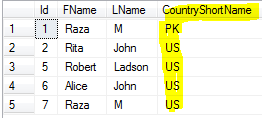 Id FName LName CountryShortName
1 1 Raza M PK
2 2 Rita John US
3 5 Robert Ladson US
4 6 Alice John US
5 7 Raza M US